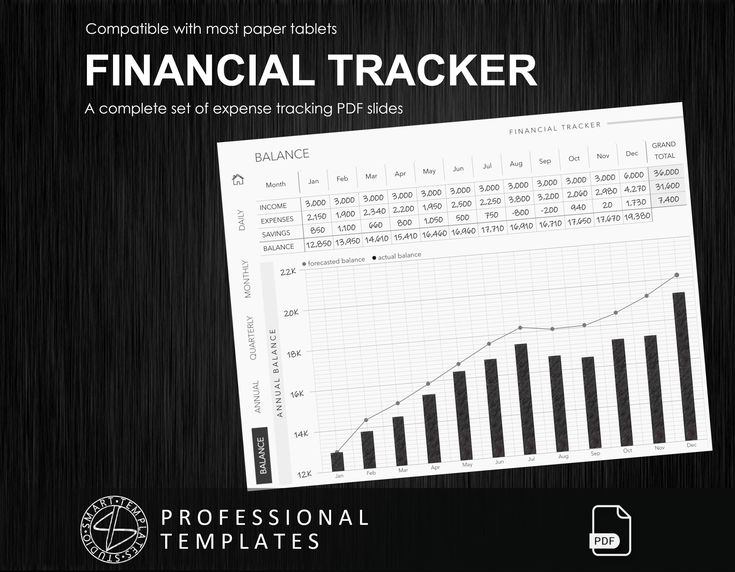 Compatible with most paper tablets
FINANCIAL TRACKER
A complete set of expense tracking PDF slides
FINANCIAL TRACKER
BALANCE
Month Jan Feb Mar Apr May Jun Jul Aug Sep Oct Nov Dec GRAND TOTAL
INCOME 3,000 3,000 3,000 3,000 3,000 3,000 3,000 3,000 3,000 3,000 3,000 6,000 36,000
EXPENSES 2,150 1,900 2,340 2,200 1,950 2,500 2,250 3,800 3,200 2,060 2,980 4,270 31,600
SAVINGS 850 1,100 660 800 1,050 500 750 -800 -200 940 20 1,730 7,400
BALANCE 12,850 13,950 14,610 15,410 16,460 16,960 17,710 16,910 16,710 17,650 17,670 19,380
forecasted balance actual balance
DAILY
MONTHLY
QUARTERLY
ANNUAL
BALANCE
ANNUAL BALANCE
22K
20K
18K
16K
14K
12K
Jan Feb Mar Apr May Jun Jul Aug Sep Oct Nov Dec
SMART·TEMPLATES·STUDIO
PROFESSIONAL
TEMPLATES
PDF